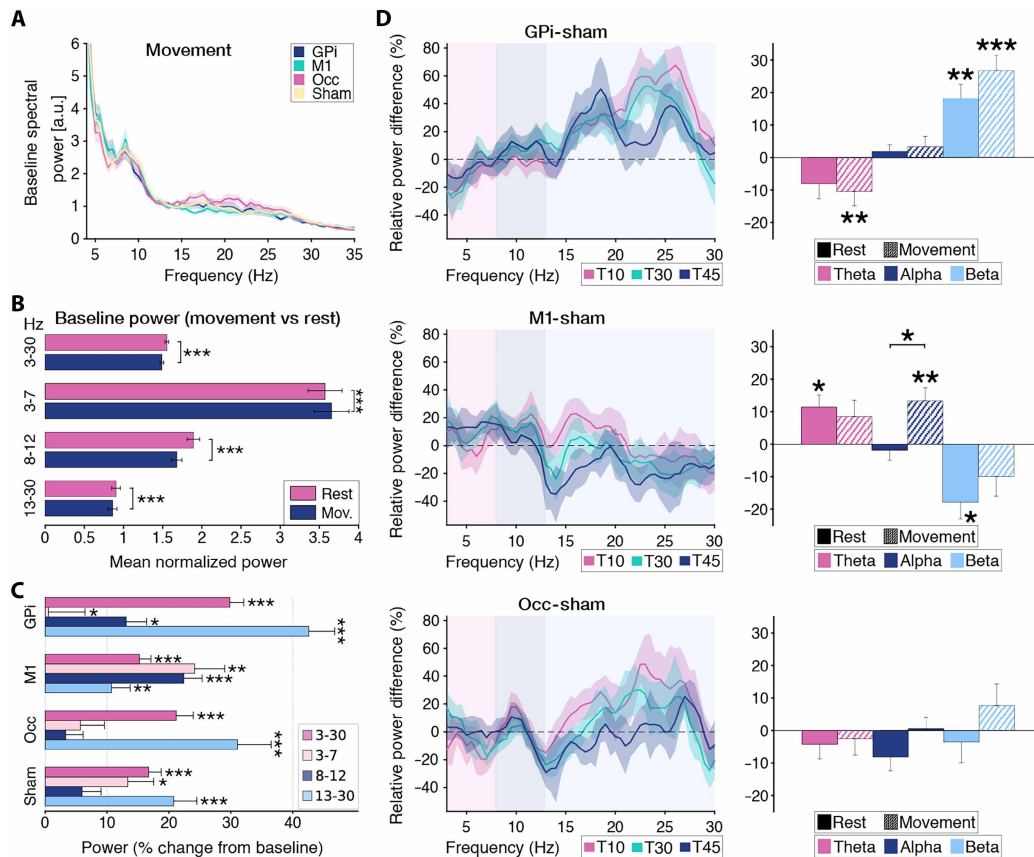 A
Movement
GPi
M1
Occ
Sham
Baseline spectral
power [a.u.]
6
5
4
3
2
1
0
5 10 15 20 25 30 35
Frequency (Hz)
B
Baseline power (movement vs rest)
Hz
3-30
***
3-7
***
8-12
***
13-30
***
Rest
Mov.
0 0.5 1 1.5 2 2.5 3 3.5 4
Mean normalized power
C
GPi
***
*
*
***
M1
***
**
***
**
Occ
***
***
Sham
***
*
***
3-30
3-7
8-12
13-30
0 10 20 30 40
Power (% change from baseline)
D
GPi-sham
Relative power difference (%)
80
60
40
20
0
-20
-40
5 10 15 20 25 30
Frequency (Hz)
T10 T30 T45
30
20
10
0
-10
-20
**
**
***
Rest Movement
Theta Alpha Beta
M1-sham
Relative power difference (%)
80
60
40
20
0
-20
-40
5 10 15 20 25 30
Frequency (Hz)
T10 T30 T45
30
20
10
0
-10
-20
*
*
**
*
Rest Movement
Theta Alpha Beta
Occ-sham
Relative power difference (%)
80
60
40
20
0
-20
-40
5 10 15 20 25 30
Frequency (Hz)
T10 T30 T45
30
20
10
0
-10
-20
Rest Movement
Theta Alpha Beta